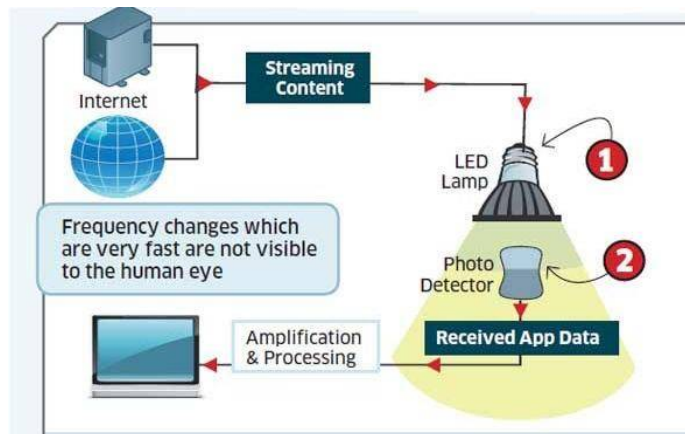 Internet
Streaming
Content
LED
Lamp
1
Frequency changes which
are very fast are not visible
to the human eye
Photo
Detector
2
Amplification
& Processing
Received App Data